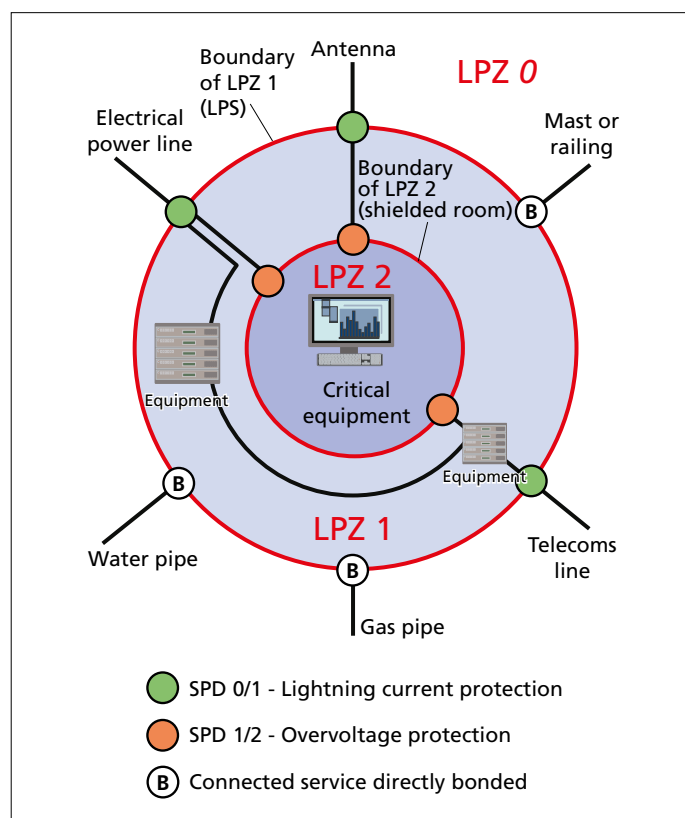 Antenna
LPZ 0
Boundary
of LPZ 1
(LPS)
Electrical
power line
Mast or
railing
Boundary
of LPZ 2
(shielded room)
B
LPZ 2
Critical
equipment
Equipment
Equipment
B
LPZ 1
Water pipe
B
Telecoms
line
Gas pipe
SPD 0/1 - Lightning current protection
SPD 1/2 - Overvoltage protection
B Connected service directly bonded